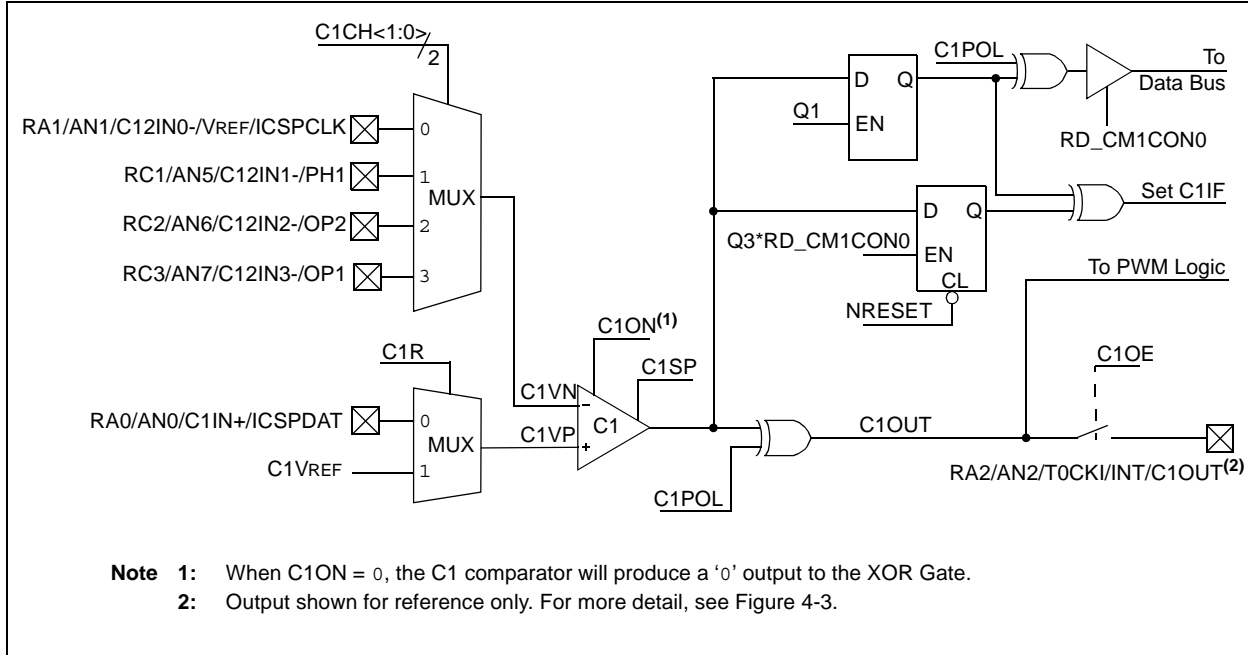 C1CH<1:0>
2
RA1/AN1/C12IN0-/VREF/ICSPCLK
0
RC1/AN5/C12IN1-/PH1
1
MUX
RC2/AN6/C12IN2-/OP2
2
RC3/AN7/C12IN3-/OP1
3
C1R
RA0/AN0/C1IN+/ICSPDAT
0
MUX
C1VREF
1
C1ON(1)
C1SP
C1VN
-
C1
C1VP
+
D Q
Q1
EN
C1POL
To
Data Bus
RD_CM1CON0
D Q
Q3*RD_CM1CON0
EN
CL
NRESET
Set C1IF
To PWM Logic
C1OE
C1OUT
C1POL
RA2/AN2/T0CKI/INT/C1OUT(2)
Note 1: When C1ON = 0, the C1 comparator will produce a ‘0’ output to the XOR Gate.
2: Output shown for reference only. For more detail, see Figure 4-3.